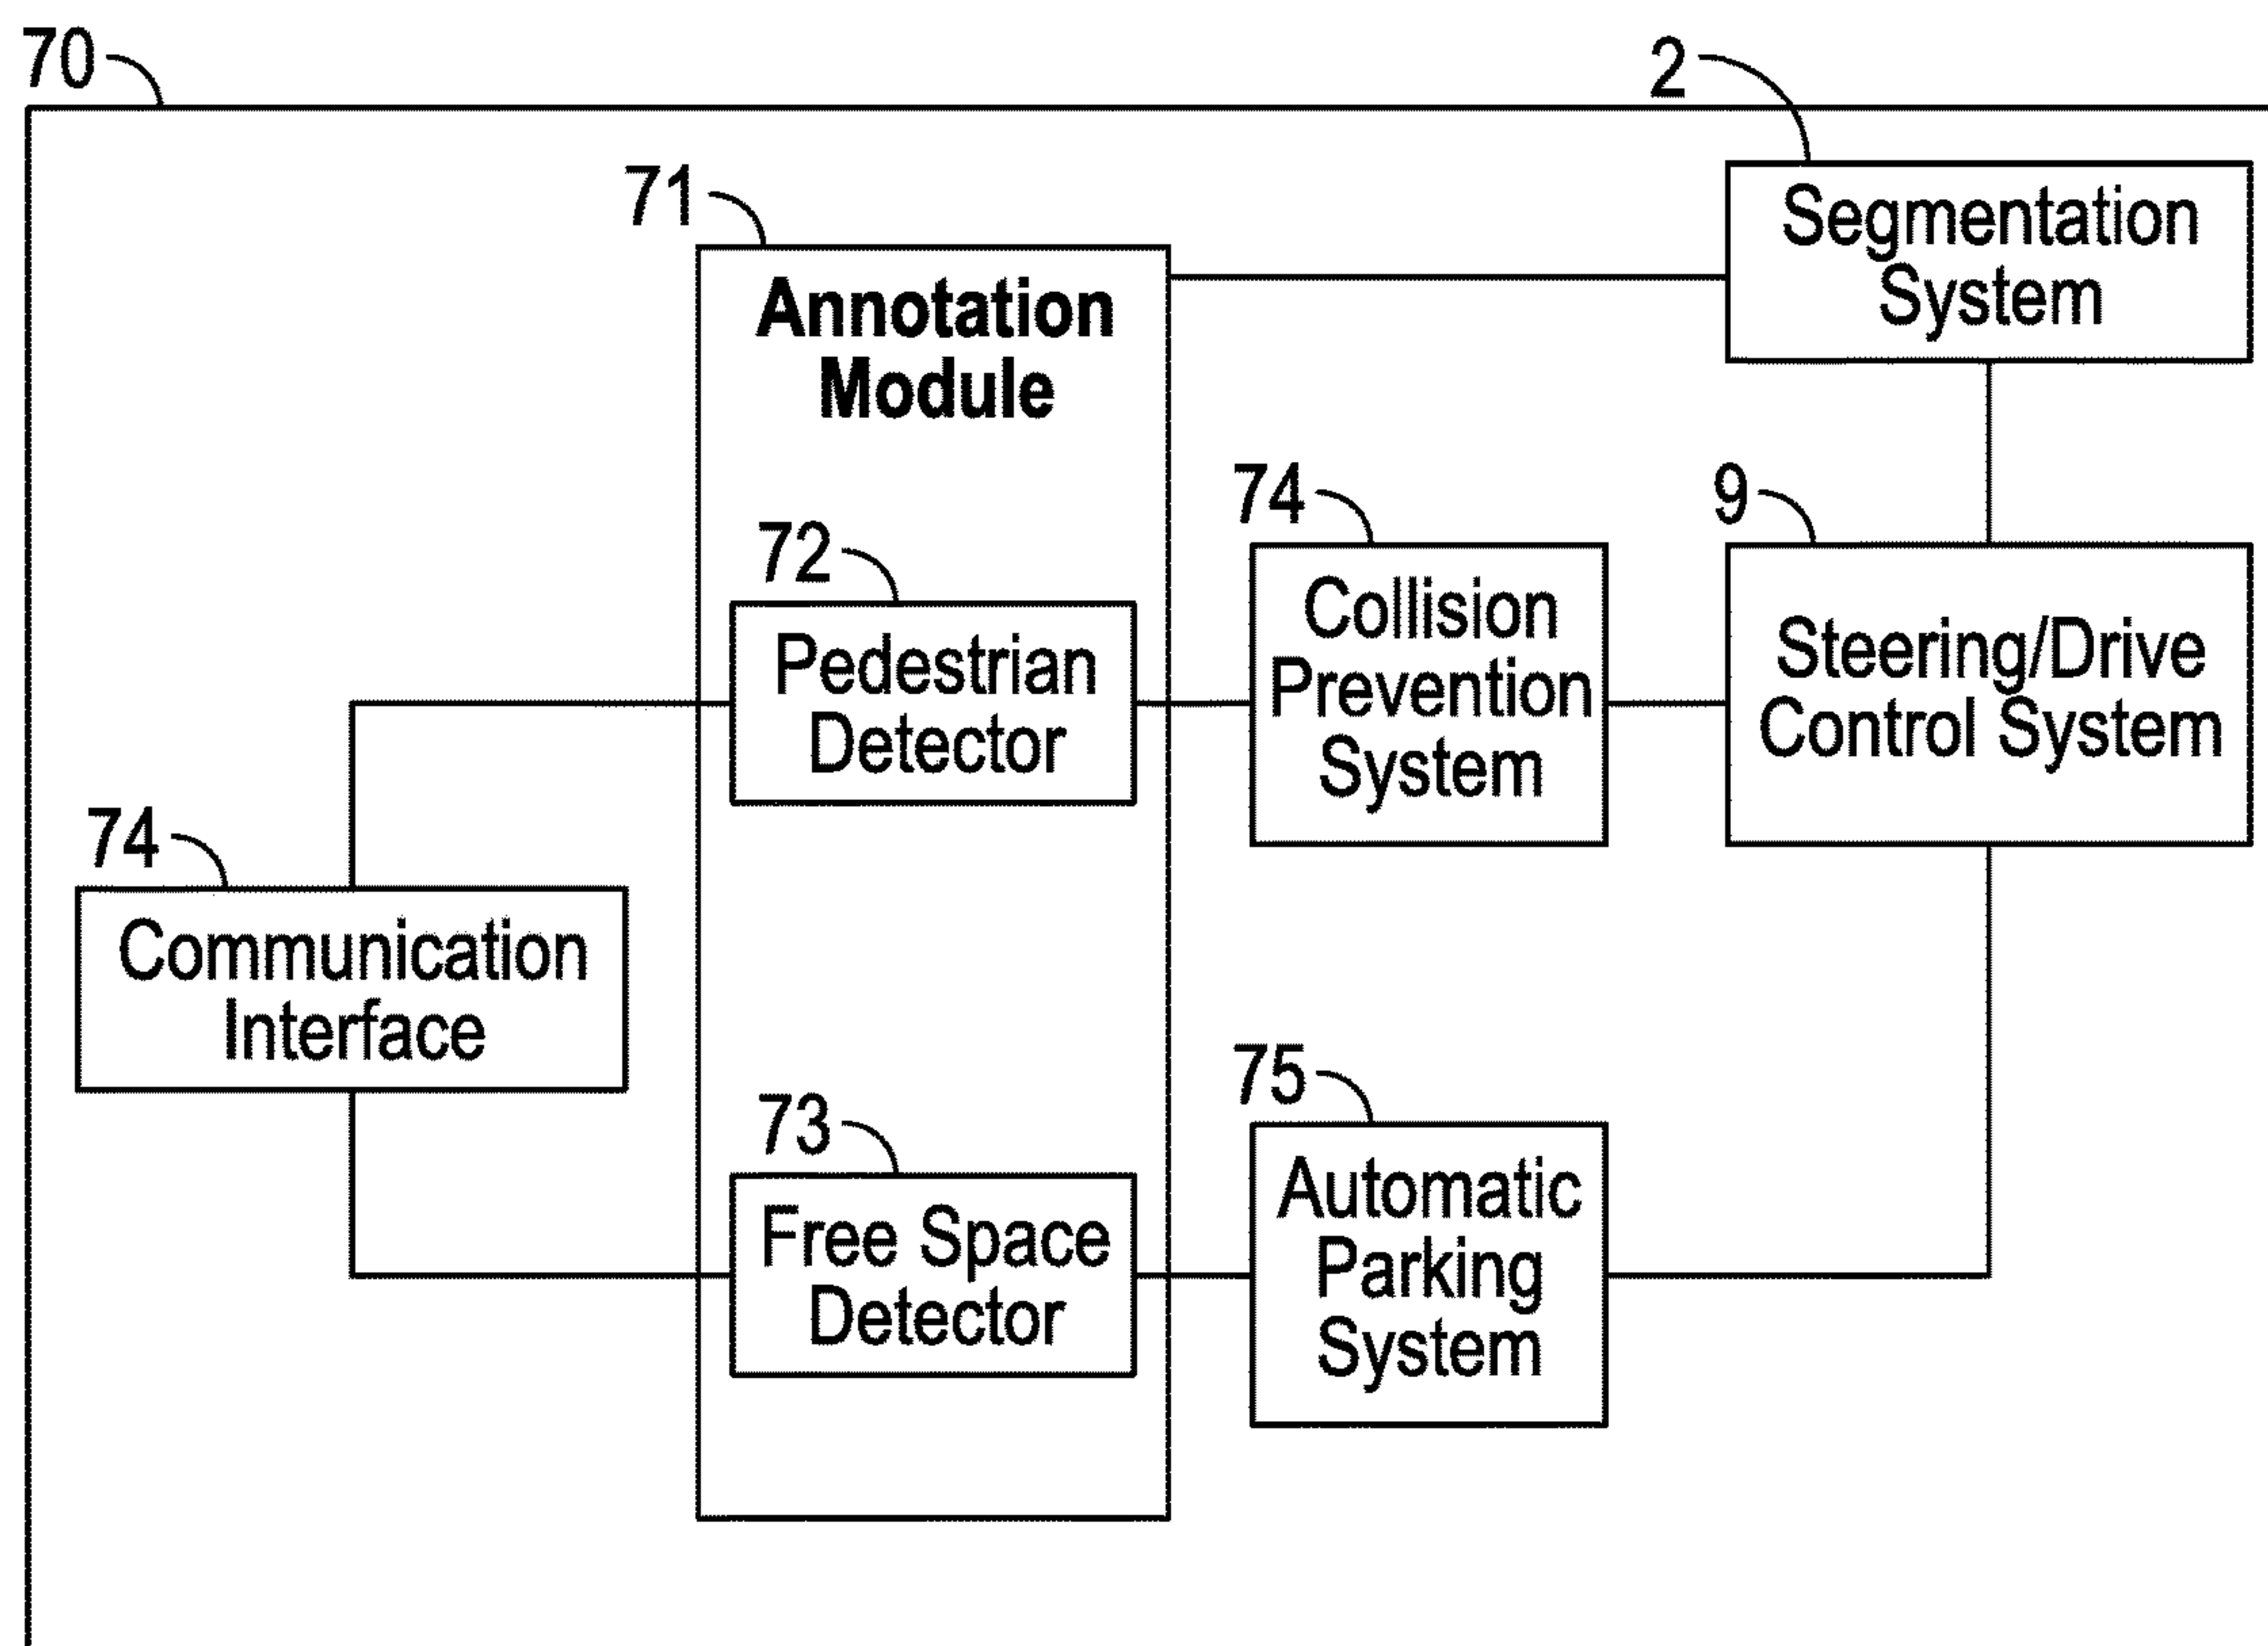 70
2
Segmentation
System
71
Annotation
Module
74
Collision
Prevention
System
9
Steering/Drive
Control System
72
Pedestrian
Detector
74
Communication
Interface
75
Automatic
Parking
System
73
Free Space
Detector